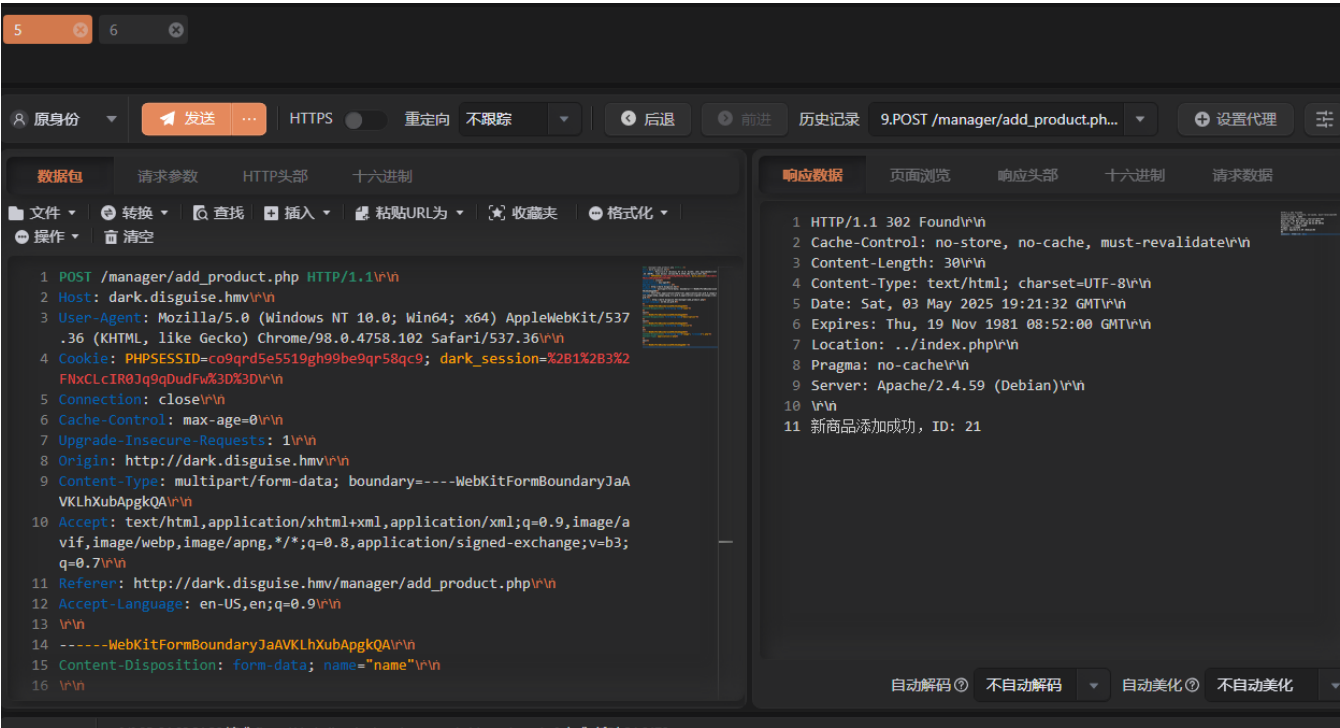 5
6
原身份
发送
···
HTTPS
重定向
不跟踪
后退
前进
历史记录
9.POST /manager/add_product.ph...
设置代理
数据包
请求参数
HTTP头部
十六进制
文件
转换
查找
插入
粘贴URL为
收藏夹
格式化
操作
清空
1 POST /manager/add_product.php HTTP/1.1\r\n
2 Host: dark.disguise.hmv\r\n
3 User-Agent: Mozilla/5.0 (Windows NT 10.0; Win64; x64) AppleWebKit/537
.36 (KHTML, like Gecko) Chrome/98.0.4758.102 Safari/537.36\r\n
4 Cookie: PHPSESSID=co9qrd5e5519gh99be9qr58qc9; dark_session=%2B1%2B3%2
FNxCLcIR0Jq9qDudFw%3D%3D\r\n
5 Connection: close\r\n
6 Cache-Control: max-age=0\r\n
7 Upgrade-Insecure-Requests: 1\r\n
8 Origin: http://dark.disguise.hmv\r\n
9 Content-Type: multipart/form-data; boundary=----WebKitFormBoundaryJaA
VKLhXubApgkQA\r\n
10 Accept: text/html,application/xhtml+xml,application/xml;q=0.9,image/a
vif,image/webp,image/apng,*/*;q=0.8,application/signed-exchange;v=b3;
q=0.7\r\n
11 Referer: http://dark.disguise.hmv/manager/add_product.php\r\n
12 Accept-Language: en-US,en;q=0.9\r\n
13 \r\n
14 ------WebKitFormBoundaryJaAVKLhXubApgkQA\r\n
15 Content-Disposition: form-data; name="name"\r\n
16 \r\n
响应数据
页面浏览
响应头部
十六进制
请求数据
1 HTTP/1.1 302 Found\r\n
2 Cache-Control: no-store, no-cache, must-revalidate\r\n
3 Content-Length: 30\r\n
4 Content-Type: text/html; charset=UTF-8\r\n
5 Date: Sat, 03 May 2025 19:21:32 GMT\r\n
6 Expires: Thu, 19 Nov 1981 08:52:00 GMT\r\n
7 Location: ../index.php\r\n
8 Pragma: no-cache\r\n
9 Server: Apache/2.4.59 (Debian)\r\n
10 \r\n
11 新商品添加成功，ID: 21
自动解码
不自动解码
自动美化
不自动美化